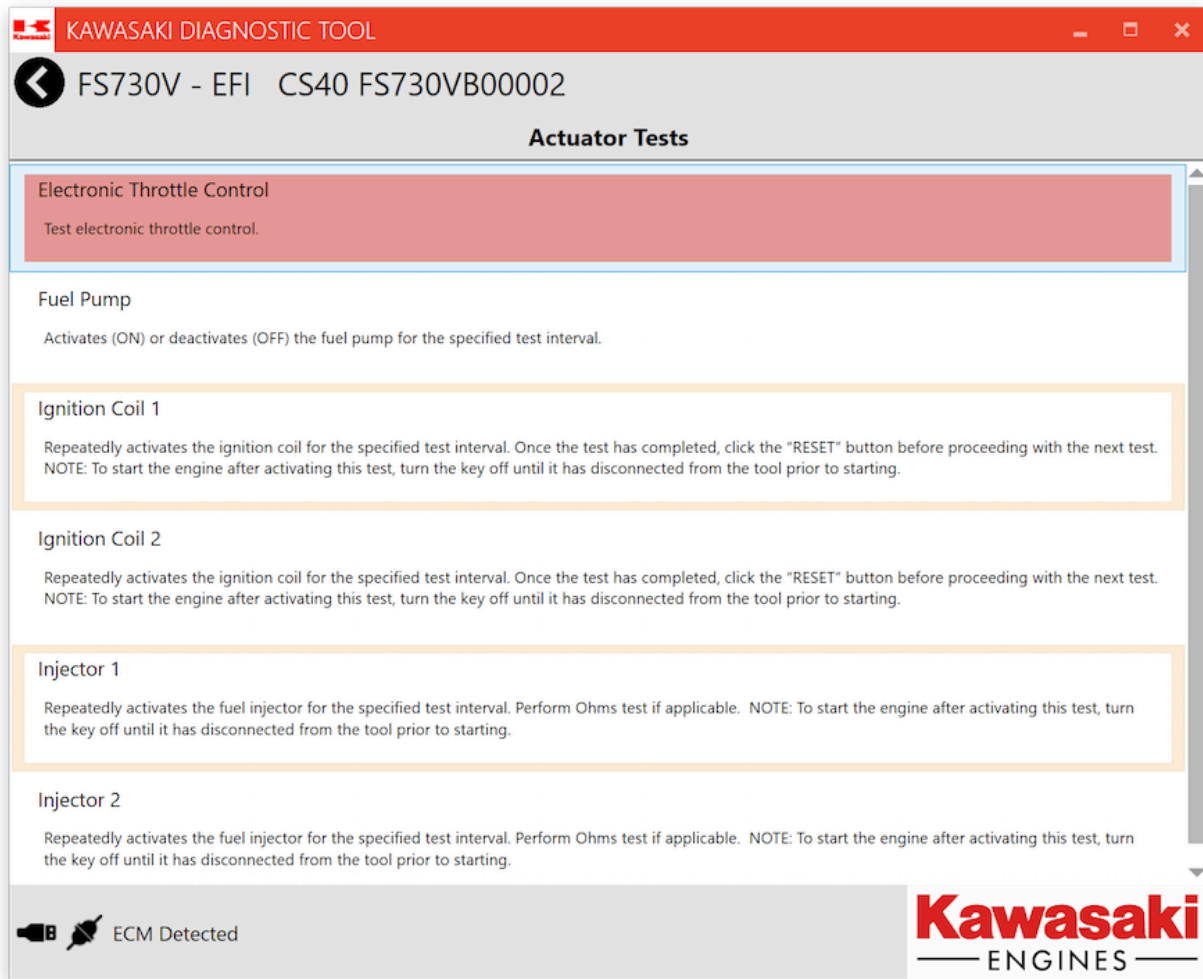 Kawasaki
KAWASAKI DIAGNOSTIC TOOL
FS730V - EFI CS40 FS730VB00002
Actuator Tests
Electronic Throttle Control
Test electronic throttle control.
Fuel Pump
Activates (ON) or deactivates (OFF) the fuel pump for the specified test interval.
Ignition Coil 1
Repeatedly activates the ignition coil for the specified test interval. Once the test has completed, click the “RESET” button before proceeding with the next test.
NOTE: To start the engine after activating this test, turn the key off until it has disconnected from the tool prior to starting.
Ignition Coil 2
Repeatedly activates the ignition coil for the specified test interval. Once the test has completed, click the “RESET” button before proceeding with the next test.
NOTE: To start the engine after activating this test, turn the key off until it has disconnected from the tool prior to starting.
Injector 1
Repeatedly activates the fuel injector for the specified test interval. Perform Ohms test if applicable. NOTE: To start the engine after activating this test, turn
the key off until it has disconnected from the tool prior to starting.
Injector 2
Repeatedly activates the fuel injector for the specified test interval. Perform Ohms test if applicable. NOTE: To start the engine after activating this test, turn
the key off until it has disconnected from the tool prior to starting.
ECM Detected
Kawasaki
ENGINES